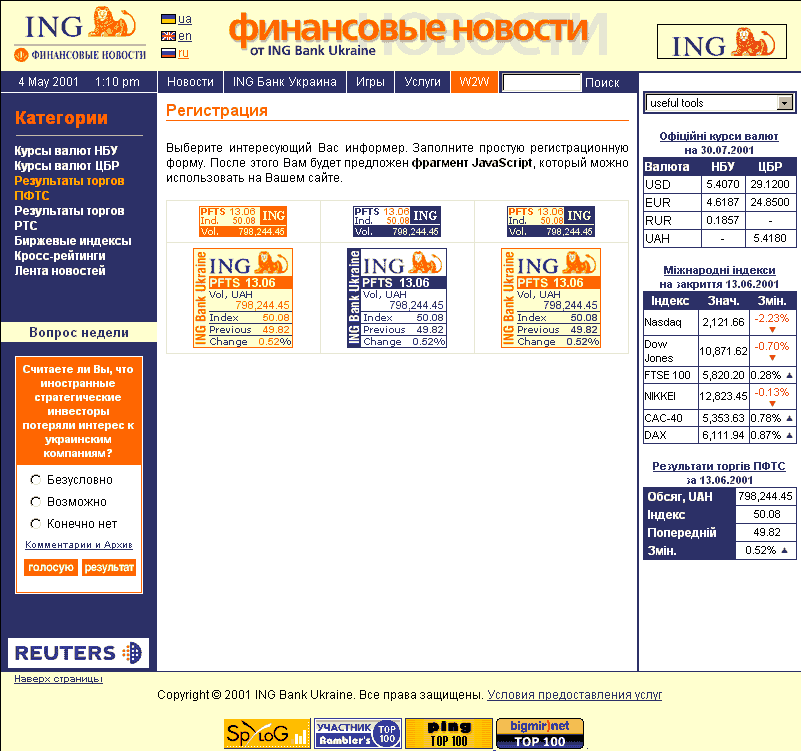 ING
ФИНАНСОВЫЕ НОВОСТИ
ua
en
ru
НОВОСТИ
финансовые новости
от ING Bank Ukraine
ING
4 May 2001 1:10 pm
Новости ING Банк Украина Игры Услуги W2W Поиск
Категории
Курсы валют НБУ
Курсы валют ЦБР
Результаты торгов
ПФТС
Результаты торгов
РТС
Биржевые индексы
Кросс-рейтинги
Лента новостей
Вопрос недели
Считаете ли Вы, что
иностранные
стратегические
инвесторы
потеряли интерес к
украинским
компаниям?
Безусловно
Возможно
Конечно нет
Комментарии и Архив
голосую результат
REUTERS
Наверх страницы
Регистрация
Выберите интересующий Вас информер. Заполните простую регистрационную
форму. После этого Вам будет предложен фрагмент JavaScript, который можно
использовать на Вашем сайте.
PFTS 13.06 ING
Ind. 50.08
Vol. 798,244.45
PFTS 13.06 ING
Ind. 50.08
Vol. 798,244.45
PFTS 13.06 ING
Ind. 50.08
Vol. 798,244.45
ING Bank Ukraine
ING
PFTS 13.06
Vol, UAH
798,244.45
Index 50.08
Previous 49.82
Change 0.52%
ING Bank Ukraine
ING
PFTS 13.06
Vol, UAH
798,244.45
Index 50.08
Previous 49.82
Change 0.52%
ING Bank Ukraine
ING
PFTS 13.06
Vol, UAH
798,244.45
Index 50.08
Previous 49.82
Change 0.52%
useful tools
Офіційні курси валют
на 30.07.2001
Валюта НБУ ЦБР
USD 5.4070 29.1200
EUR 4.6187 24.8500
RUR 0.1857 -
UAH - 5.4180
Міжнародні індекси
на закриття 13.06.2001
Індекс Знач. Змін.
Nasdaq 2,121.66 -2.23% ▼
Dow Jones 10,871.62 -0.70% ▼
FTSE 100 5,820.20 0.28% ▲
NIKKEI 12,823.45 -0.13% ▼
CAC-40 5,353.63 0.78% ▲
DAX 6,111.94 0.87% ▲
Результати торгів ПФТС
за 13.06.2001
Обсяг, UAH 798,244.45
Індекс 50.08
Попередній 49.82
Змін. 0.52% ▲
Copyright © 2001 ING Bank Ukraine. Все права защищены. Условия предоставления услуг
SpyLOG
УЧАСТНИК
Rambler's
TOP 100
ping
TOP 100
bigmir)net
TOP 100